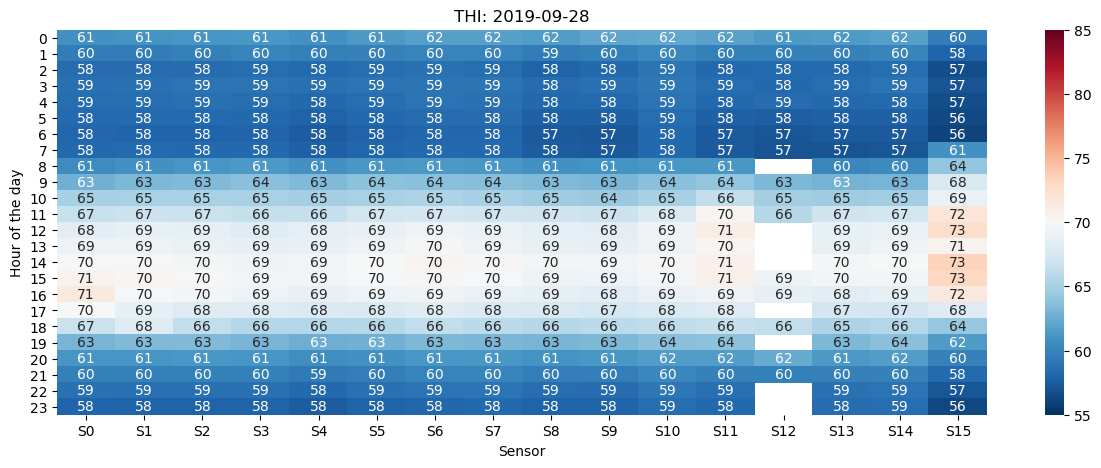 THI: 2019-09-28
0 61 61 61 61 61 61 62 62 62 62 62 62 61 62 62 60
1 60 60 60 60 60 60 60 60 59 60 60 60 60 60 60 58
2 58 58 58 59 58 59 59 59 58 58 59 58 58 58 59 57
3 59 59 59 59 58 59 59 59 58 58 59 59 58 59 59 57
4 59 59 59 59 58 59 59 59 58 58 59 58 59 58 58 57
5 58 58 58 58 58 58 58 58 58 58 58 58 58 58 58 56
6 58 58 58 58 58 58 58 58 57 57 58 57 57 57 57 56
7 58 58 58 58 58 58 58 58 58 57 58 57 57 57 57 61
8 61 61 61 61 61 61 61 61 61 61 61 61 60 60 64
9 63 63 63 64 63 64 64 64 63 63 64 64 63 63 63 68
10 65 65 65 65 65 65 65 65 65 64 65 66 65 65 65 69
11 67 67 67 66 66 67 67 67 67 67 68 70 66 67 67 72
12 68 69 69 68 68 69 69 69 69 68 69 71 69 69 73
13 69 69 69 69 69 69 70 69 69 69 69 70 69 69 71
14 70 70 70 69 69 70 70 70 70 69 70 71 70 70 73
15 71 70 70 69 69 70 70 70 69 69 70 71 69 70 70 73
16 71 70 70 69 69 69 69 69 69 68 69 69 69 68 69 72
17 70 69 68 68 68 68 68 68 68 67 68 68 67 67 68
18 67 68 66 66 66 66 66 66 66 66 66 66 66 65 66 64
19 63 63 63 63 63 63 63 63 63 63 64 64 63 64 62
20 61 61 61 61 61 61 61 61 61 61 62 62 62 61 62 60
21 60 60 60 60 59 60 60 60 60 60 60 60 60 60 60 58
22 59 59 59 59 58 59 59 59 59 59 59 59 59 59 57
23 58 58 58 58 58 58 58 58 58 58 59 58 58 59 56
S0 S1 S2 S3 S4 S5 S6 S7 S8 S9 S10 S11 S12 S13 S14 S15
Sensor
Hour of the day
85
80
75
70
65
60
55